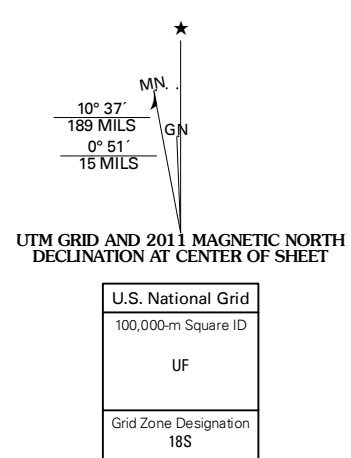 ★
MN
10° 37´
189 MILS
GN
0° 51´
15 MILS
UTM GRID AND 2011 MAGNETIC NORTH
DECLINATION AT CENTER OF SHEET
U.S. National Grid
100,000-m Square ID
UF
Grid Zone Designation
18S